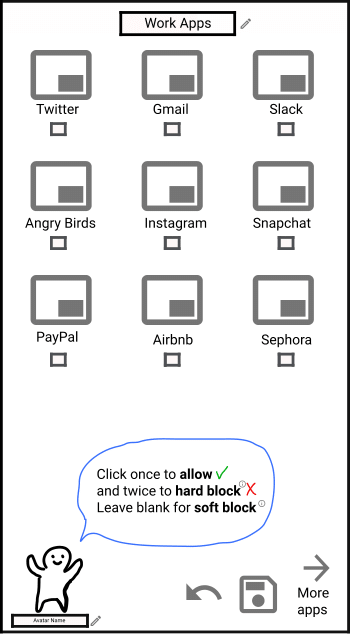 Work Apps
Twitter Gmail Slack
Angry Birds Instagram Snapchat
PayPal Airbnb Sephora
Click once to allow ✓
and twice to hard block ⓘ X
Leave blank for soft block ⓘ
More
apps
Avatar Name